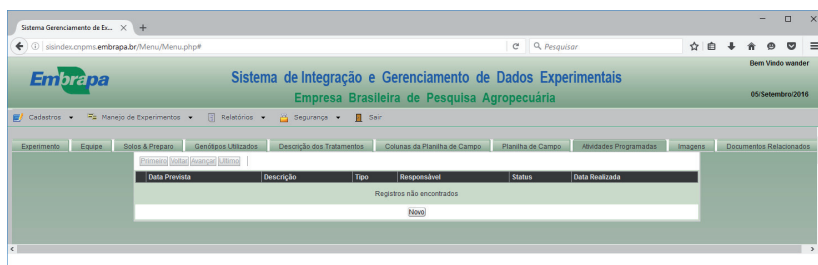 Sistema Gerenciamento de Ex...
sisindex.cnpms.embrapa.br/Menu/Menu.php#
Pesquisar
Bem Vindo wander
Embrapa
Sistema de Integração e Gerenciamento de Dados Experimentais
Empresa Brasileira de Pesquisa Agropecuária
05/Setembro/2016
Cadastros Manejo de Experimentos Relatórios Segurança Sair
Experimento Equipe Solos & Preparo Genótipos Utilizados Descrição dos Tratamentos Colunas da Planilha de Campo Planilha de Campo Atividades Programadas Imagens Documentos Relacionados
Primeiro Voltar Avançar Último
Data Prevista Descrição Tipo Responsável Status Data Realizada
Registros não encontrados
Novo